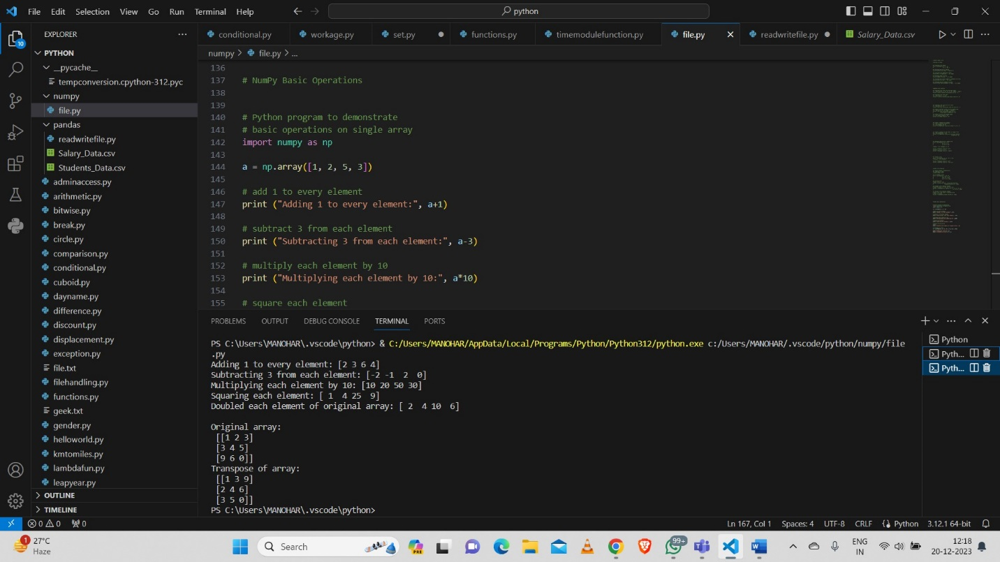 File Edit Selection View Go Run Terminal Help
python
EXPLORER
conditional.py workage.py set.py functions.py timemodulefunction.py file.py readwritefile.py Salary_Data.csv
PYTHON
__pycache__
tempconversion.cpython-312.pyc
numpy
file.py
pandas
readwritefile.py
Salary_Data.csv
Students_Data.csv
adminaccess.py
arithmetic.py
bitwise.py
break.py
circle.py
comparison.py
conditional.py
cuboid.py
dayname.py
difference.py
discount.py
displacement.py
exception.py
file.txt
filehandling.py
functions.py
geek.txt
gender.py
helloworld.py
kmtomiles.py
lambdafun.py
leapyear.py
OUTLINE
TIMELINE
10
numpy > file.py > ...
136
137 # NumPy Basic Operations
138
139
140 # Python program to demonstrate
141 # basic operations on single array
142 import numpy as np
143
144 a = np.array([1, 2, 5, 3])
145
146 # add 1 to every element
147 print ("Adding 1 to every element:", a+1)
148
149 # subtract 3 from each element
150 print ("Subtracting 3 from each element:", a-3)
151
152 # multiply each element by 10
153 print ("Multiplying each element by 10:", a*10)
154
155 # square each element
PROBLEMS OUTPUT DEBUG CONSOLE TERMINAL PORTS
PS C:\Users\MANOHAR\.vscode\python> & C:/Users/MANOHAR/AppData/Local/Programs/Python/Python312/python.exe c:/Users/MANOHAR/.vscode/python/numpy/file
.py
Adding 1 to every element: [2 3 6 4]
Subtracting 3 from each element: [-2 -1  2  0]
Multiplying each element by 10: [10 20 50 30]
Squaring each element: [ 1  4 25  9]
Doubled each element of original array: [ 2  4 10  6]
Original array:
[[1 2 3]
[3 4 5]
[9 6 0]]
Transpose of array:
[[1 3 9]
[2 4 6]
[3 5 0]]
PS C:\Users\MANOHAR\.vscode\python>
Python
Pyth...
Pyth...
0 0 0
Ln 167, Col 1 Spaces: 4 UTF-8 CRLF Python 3.12.1 64-bit
1
27°C
Haze
Search
PRE
99+
ENG
IN
12:18
20-12-2023